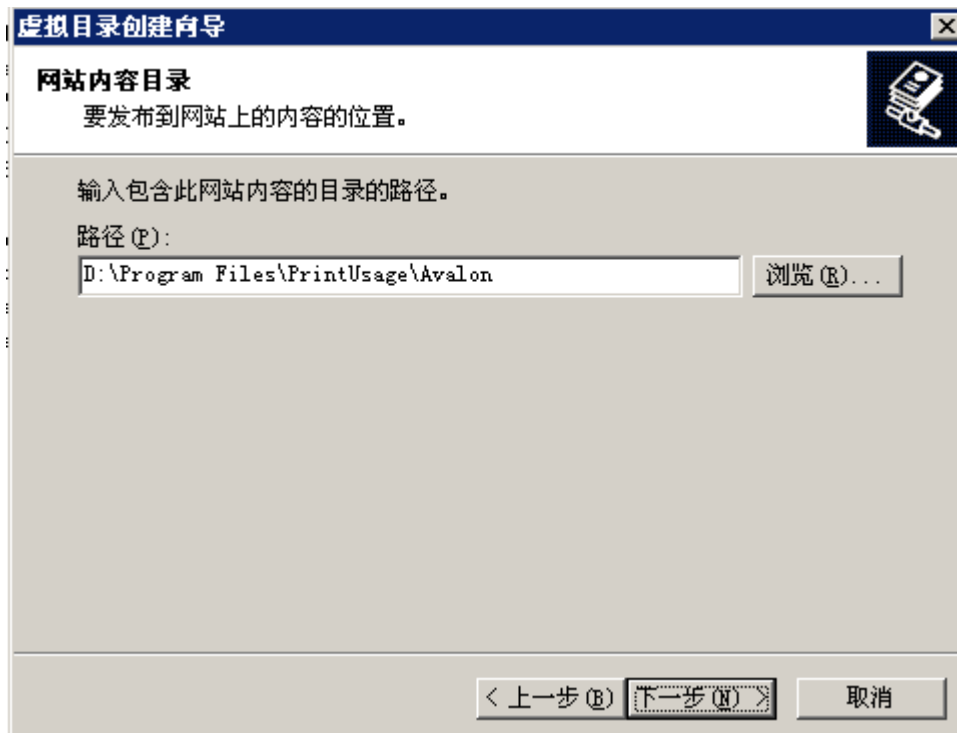 虚拟目录创建向导
网站内容目录
要发布到网站上的内容的位置。
输入包含此网站内容的目录的路径。
路径(P):
D:\Program Files\PrintUsage\Avalon
浏览(R)...
< 上一步(B) 下一步(N) > 取消